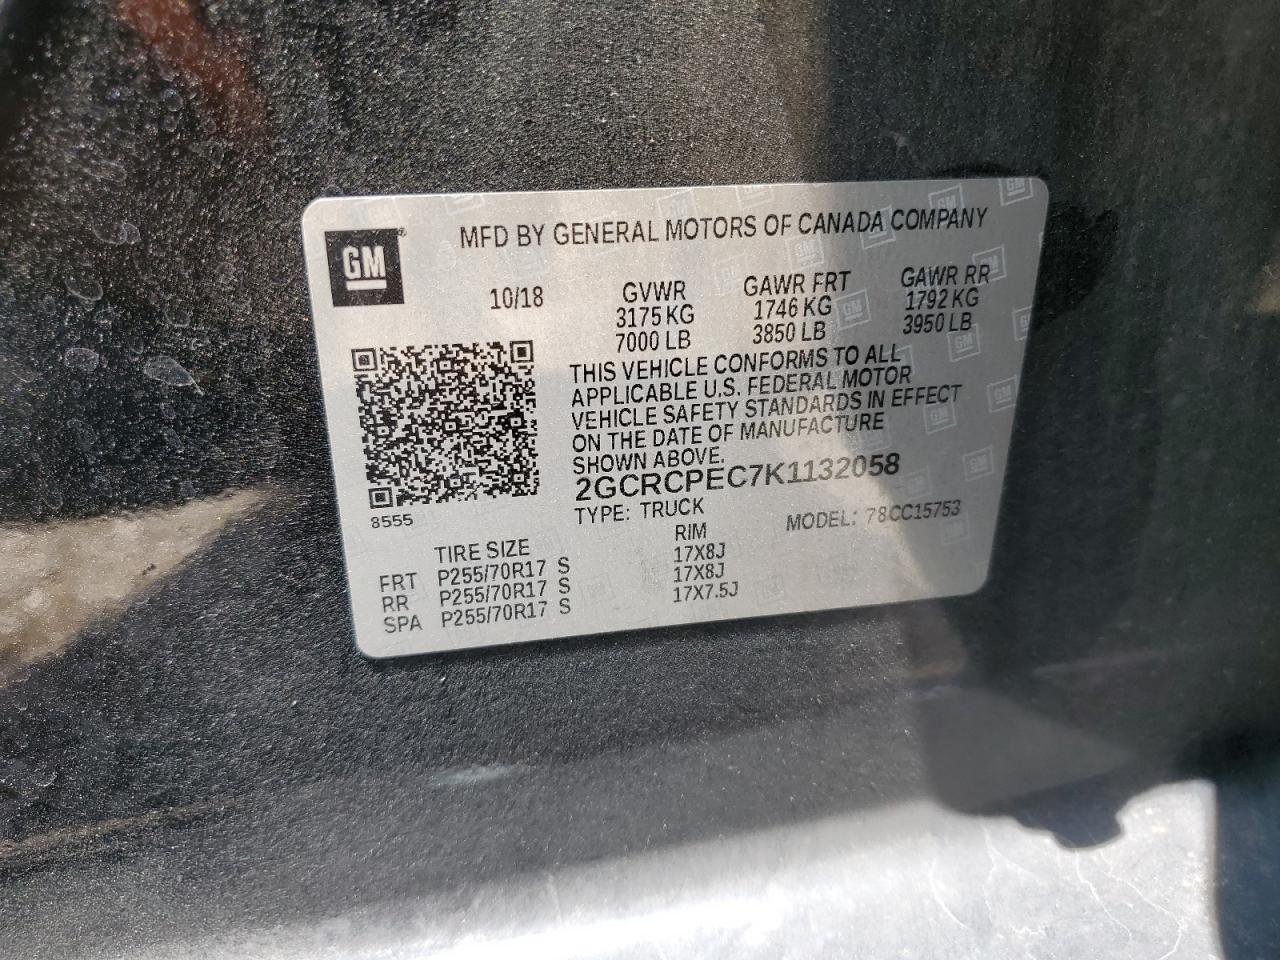 GM
MFD BY GENERAL MOTORS OF CANADA COMPANY
10/18
GVWR GAWR FRT GAWR RR
3175 KG 1746 KG 1792 KG
7000 LB 3850 LB 3950 LB
THIS VEHICLE CONFORMS TO ALL
APPLICABLE U.S. FEDERAL MOTOR
VEHICLE SAFETY STANDARDS IN EFFECT
ON THE DATE OF MANUFACTURE
SHOWN ABOVE.
2GCRCPEC7K1132058
8555
TYPE: TRUCK MODEL: 78CC15753
TIRE SIZE RIM
FRT P255/70R17 S 17X8J
RR P255/70R17 S 17X8J
SPA P255/70R17 S 17X7.5J